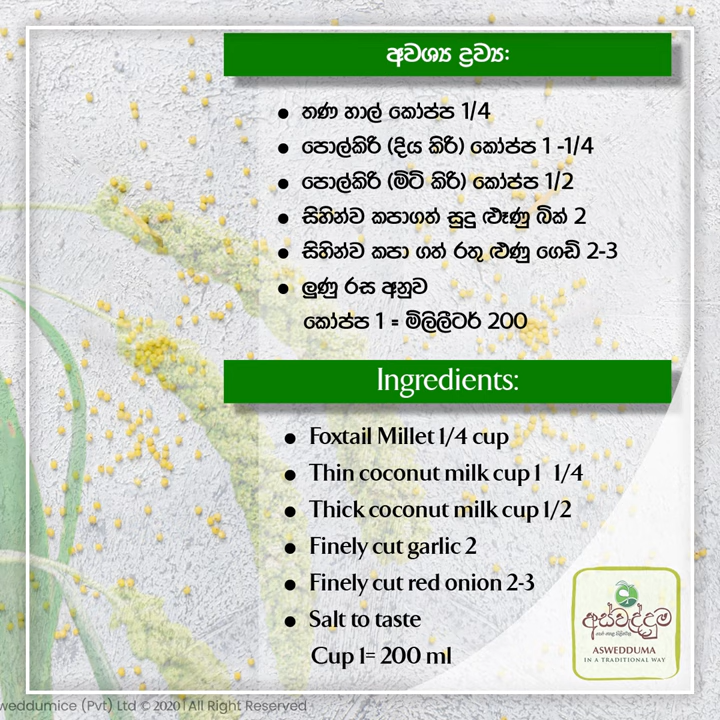 අවශ්‍ය ද්‍රව්‍ය:
● තණ හාල් කෝප්ප 1/4
● පොල්කිරි (දිය කිරි) කෝප්ප 1 -1/4
● පොල්කිරි (මිටි කිරි) කෝප්ප 1/2
● සිහින්ව කපාගත් සුදු ළූණු බික් 2
● සිහින්ව කපා ගත් රතු ළුණු ගෙඩි 2-3
● ලුණු රස අනුව
කෝප්ප 1 = මිලිලීටර් 200
Ingredients:
● Foxtail Millet 1/4 cup
● Thin coconut milk cup 1 1/4
● Thick coconut milk cup 1/2
● Finely cut garlic 2
● Finely cut red onion 2-3
● Salt to taste
Cup 1= 200 ml
අස්වැද්දුම
ASWEDDUMA
IN A TRADITIONAL WAY
weddumice (Pvt) Ltd © 2020 | All Right Reserved